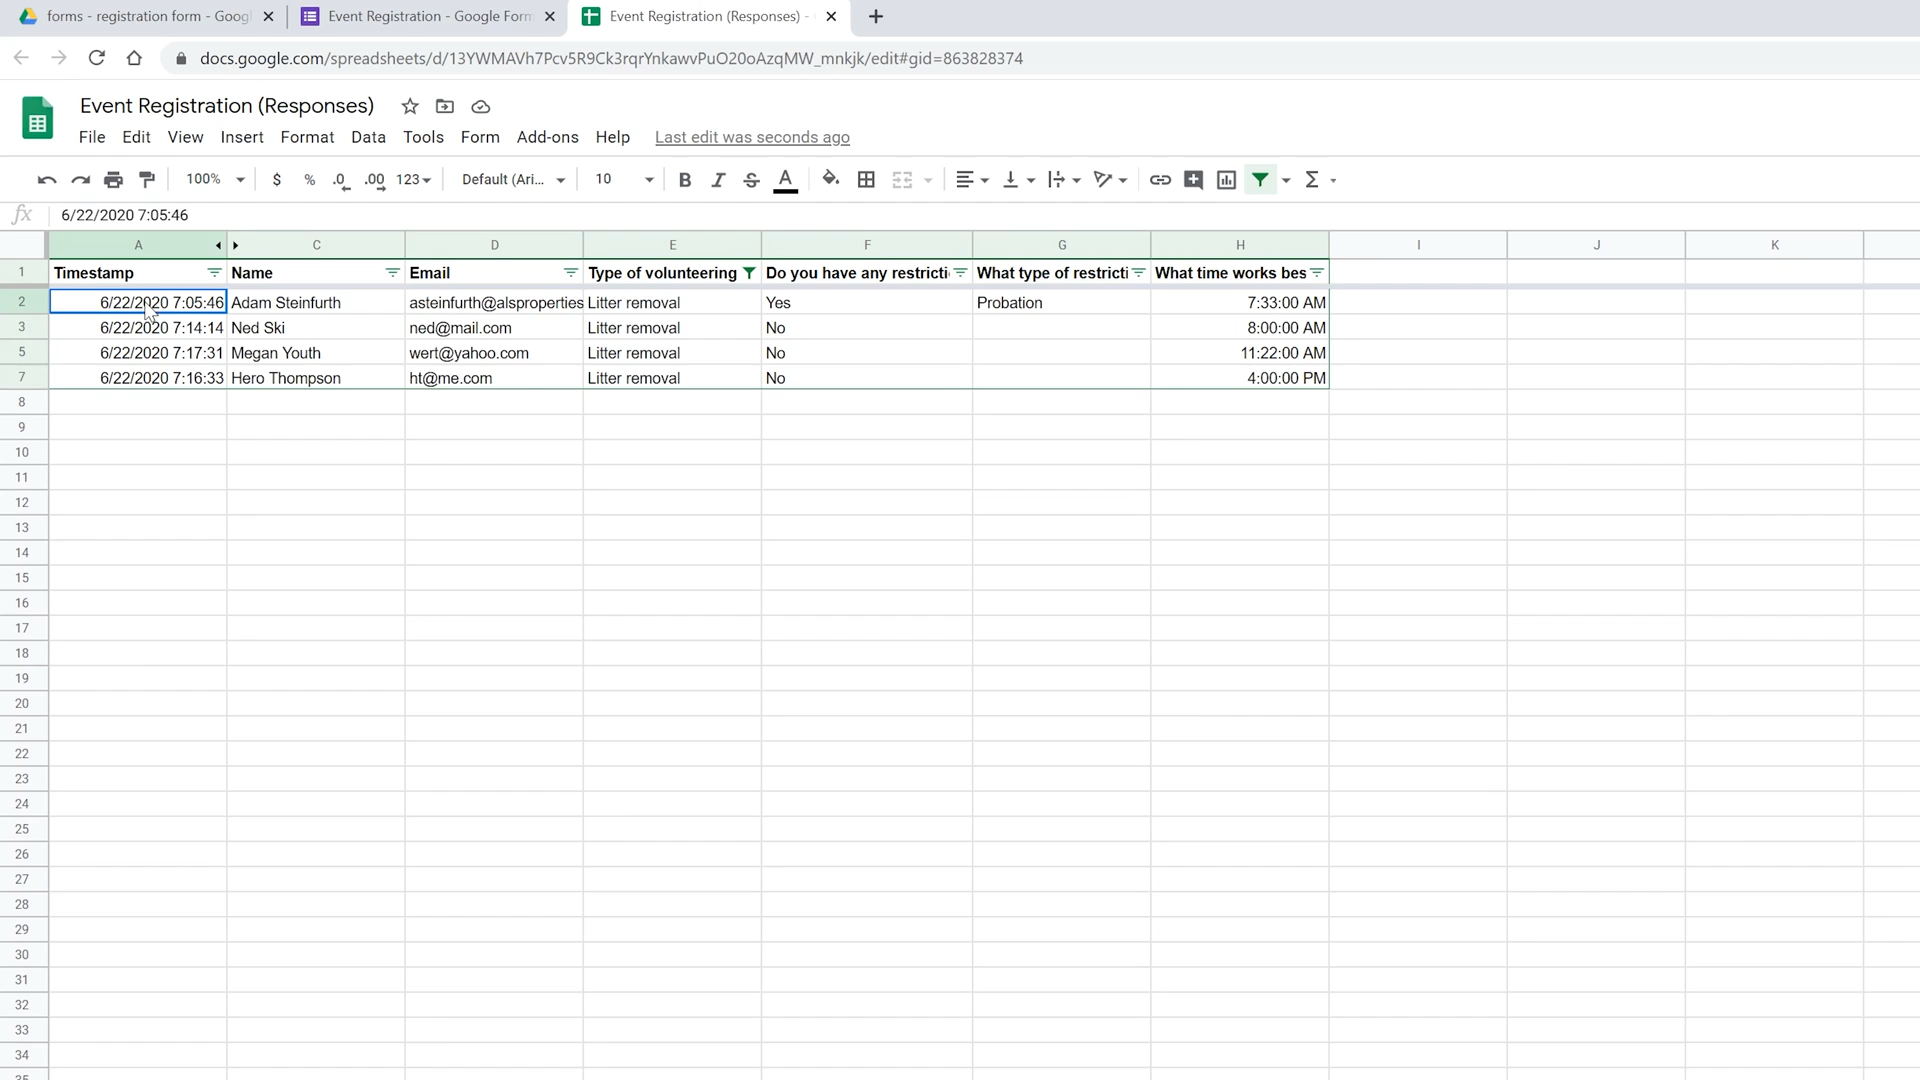 forms - registration form - Goog
Event Registration - Google Form
Event Registration (Responses) -
docs.google.com/spreadsheets/d/13YWMAVh7Pcv5R9Ck3rqrYnkawvPuO20oAzqMW_mnkjk/edit#gid=863828374
Event Registration (Responses)
File Edit View Insert Format Data Tools Form Add-ons Help Last edit was seconds ago
100% $ % .0 .00 123 Default (Ari... 10 B I S A Σ
fx 6/22/2020 7:05:46
A C D E F G H I J K
1 Timestamp Name Email Type of volunteering Do you have any restricti What type of restricti What time works bes
2 6/22/2020 7:05:46 Adam Steinfurth asteinfurth@alsproperties Litter removal Yes Probation 7:33:00 AM
3 6/22/2020 7:14:14 Ned Ski ned@mail.com Litter removal No 8:00:00 AM
5 6/22/2020 7:17:31 Megan Youth wert@yahoo.com Litter removal No 11:22:00 AM
7 6/22/2020 7:16:33 Hero Thompson ht@me.com Litter removal No 4:00:00 PM
8
9
10
11
12
13
14
15
16
17
18
19
20
21
22
23
24
25
26
27
28
29
30
31
32
33
34
35